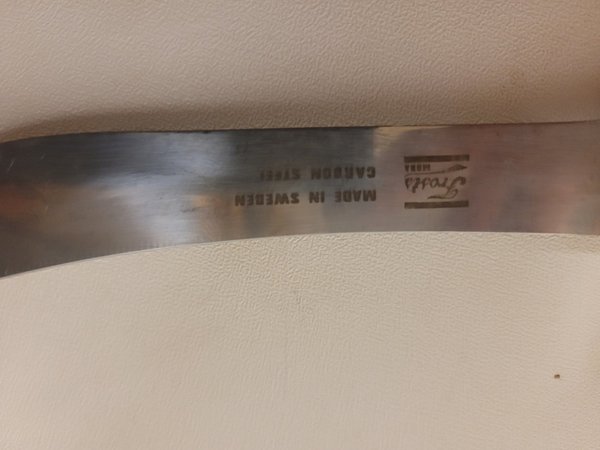 Frosts
MORA
MADE IN SWEDEN
CARBON STEEL